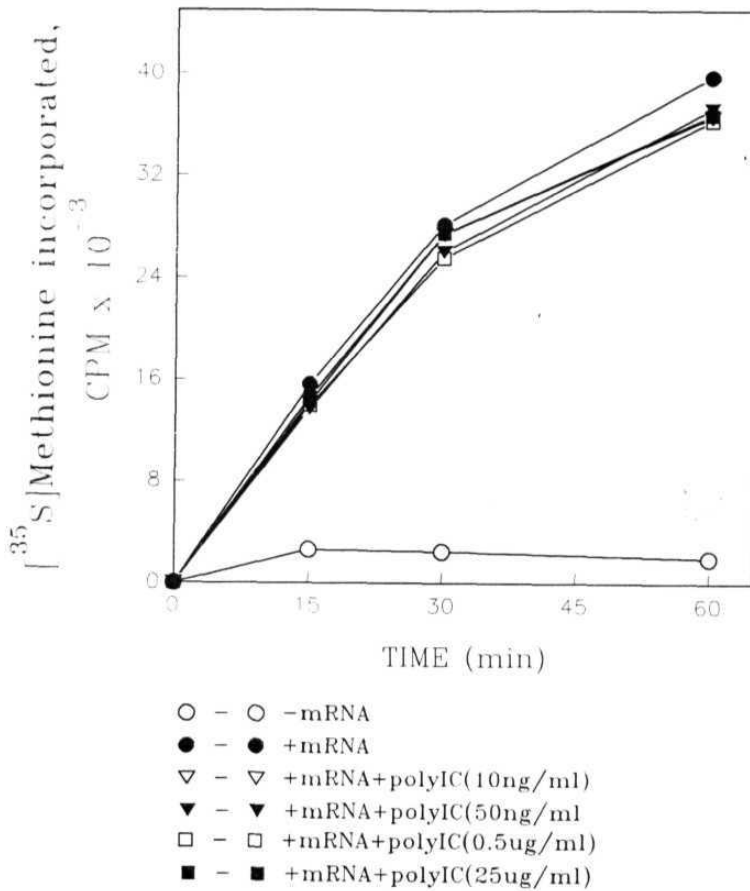 [³⁵S]Methionine incorporated,
CPM x 10⁻³
40
32
24
16
8
0
0 15 30 45 60
TIME (min)
○ – ○ -mRNA
● – ● +mRNA
▽ – ▽ +mRNA+polyIC(10ng/ml)
▼ – ▼ +mRNA+polyIC(50ng/ml
□ – □ +mRNA+polyIC(0.5ug/ml)
■ – ■ +mRNA+polyIC(25ug/ml)